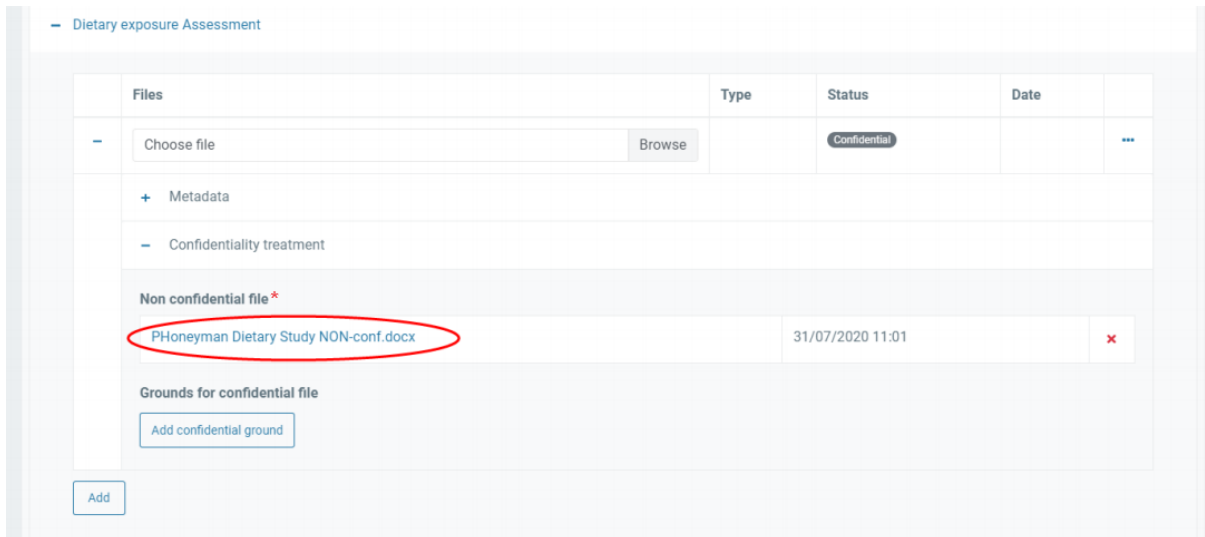 − Dietary exposure Assessment
Files Type Status Date
− Choose file Browse Confidential ...
+ Metadata
− Confidentiality treatment
Non confidential file*
PHoneyman Dietary Study NON-conf.docx 31/07/2020 11:01 ×
Grounds for confidential file
Add confidential ground
Add